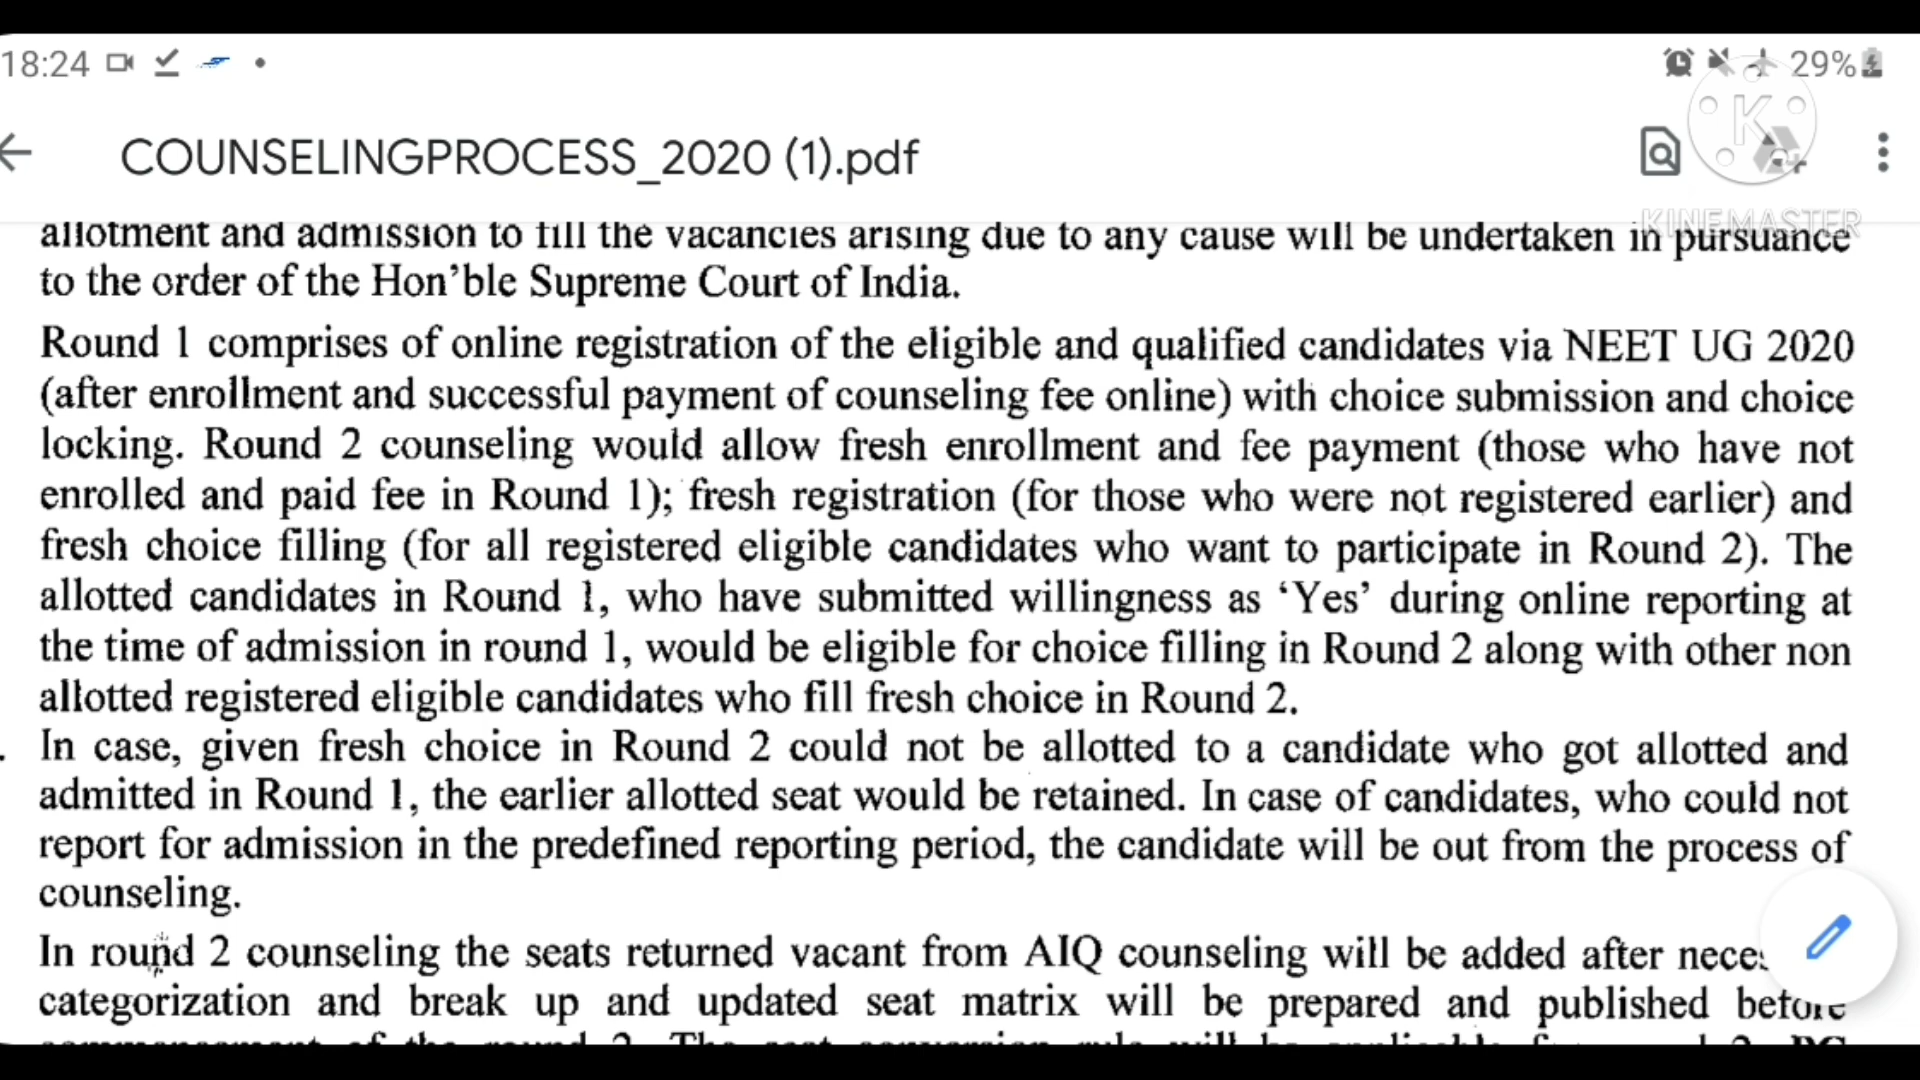 18:24
29%
COUNSELINGPROCESS_2020 (1).pdf
K
KINEMASTER
allotment and admission to fill the vacancies arising due to any cause will be undertaken in pursuance
to the order of the Hon'ble Supreme Court of India.
Round 1 comprises of online registration of the eligible and qualified candidates via NEET UG 2020
(after enrollment and successful payment of counseling fee online) with choice submission and choice
locking. Round 2 counseling would allow fresh enrollment and fee payment (those who have not
enrolled and paid fee in Round 1); fresh registration (for those who were not registered earlier) and
fresh choice filling (for all registered eligible candidates who want to participate in Round 2). The
allotted candidates in Round 1, who have submitted willingness as ‘Yes’ during online reporting at
the time of admission in round 1, would be eligible for choice filling in Round 2 along with other non
allotted registered eligible candidates who fill fresh choice in Round 2.
. In case, given fresh choice in Round 2 could not be allotted to a candidate who got allotted and
admitted in Round 1, the earlier allotted seat would be retained. In case of candidates, who could not
report for admission in the predefined reporting period, the candidate will be out from the process of
counseling.
In round 2 counseling the seats returned vacant from AIQ counseling will be added after neces
categorization and break up and updated seat matrix will be prepared and published before